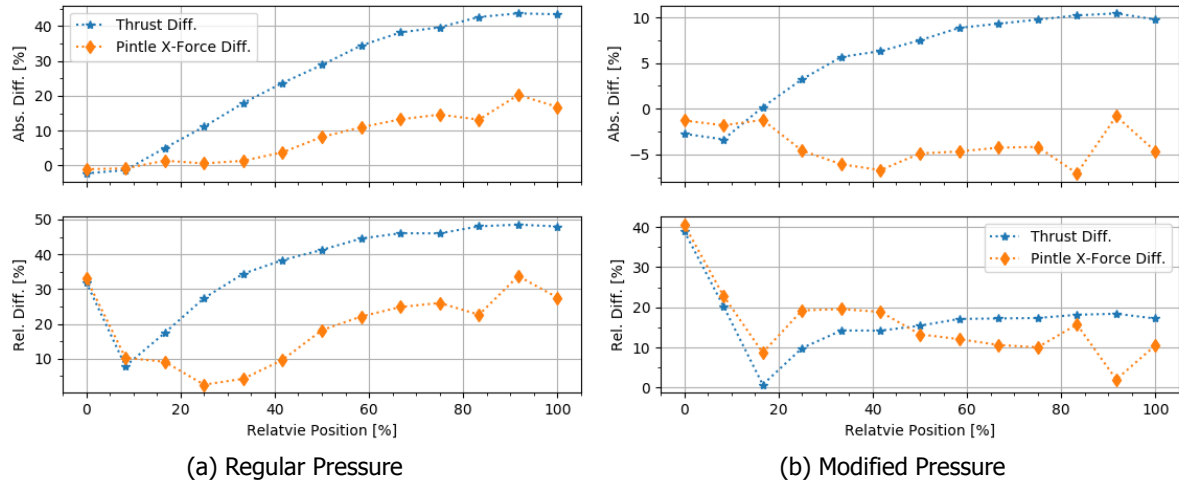 Abs. Diff. [%]
40
30
20
10
0
Thrust Diff.
Pintle X-Force Diff.
Rel. Diff. [%]
50
40
30
20
10
0 20 40 60 80 100
Relatvie Position [%]
(a) Regular Pressure
Abs. Diff. [%]
10
5
0
−5
Rel. Diff. [%]
40
30
20
10
0
Thrust Diff.
Pintle X-Force Diff.
0 20 40 60 80 100
Relatvie Position [%]
(b) Modified Pressure